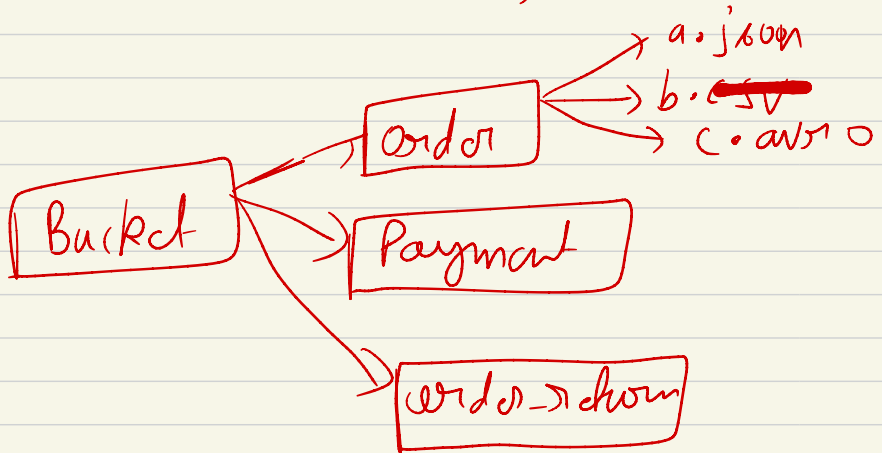 a.json
order
b.csv
c.avro
Bucket
Payment
order_return